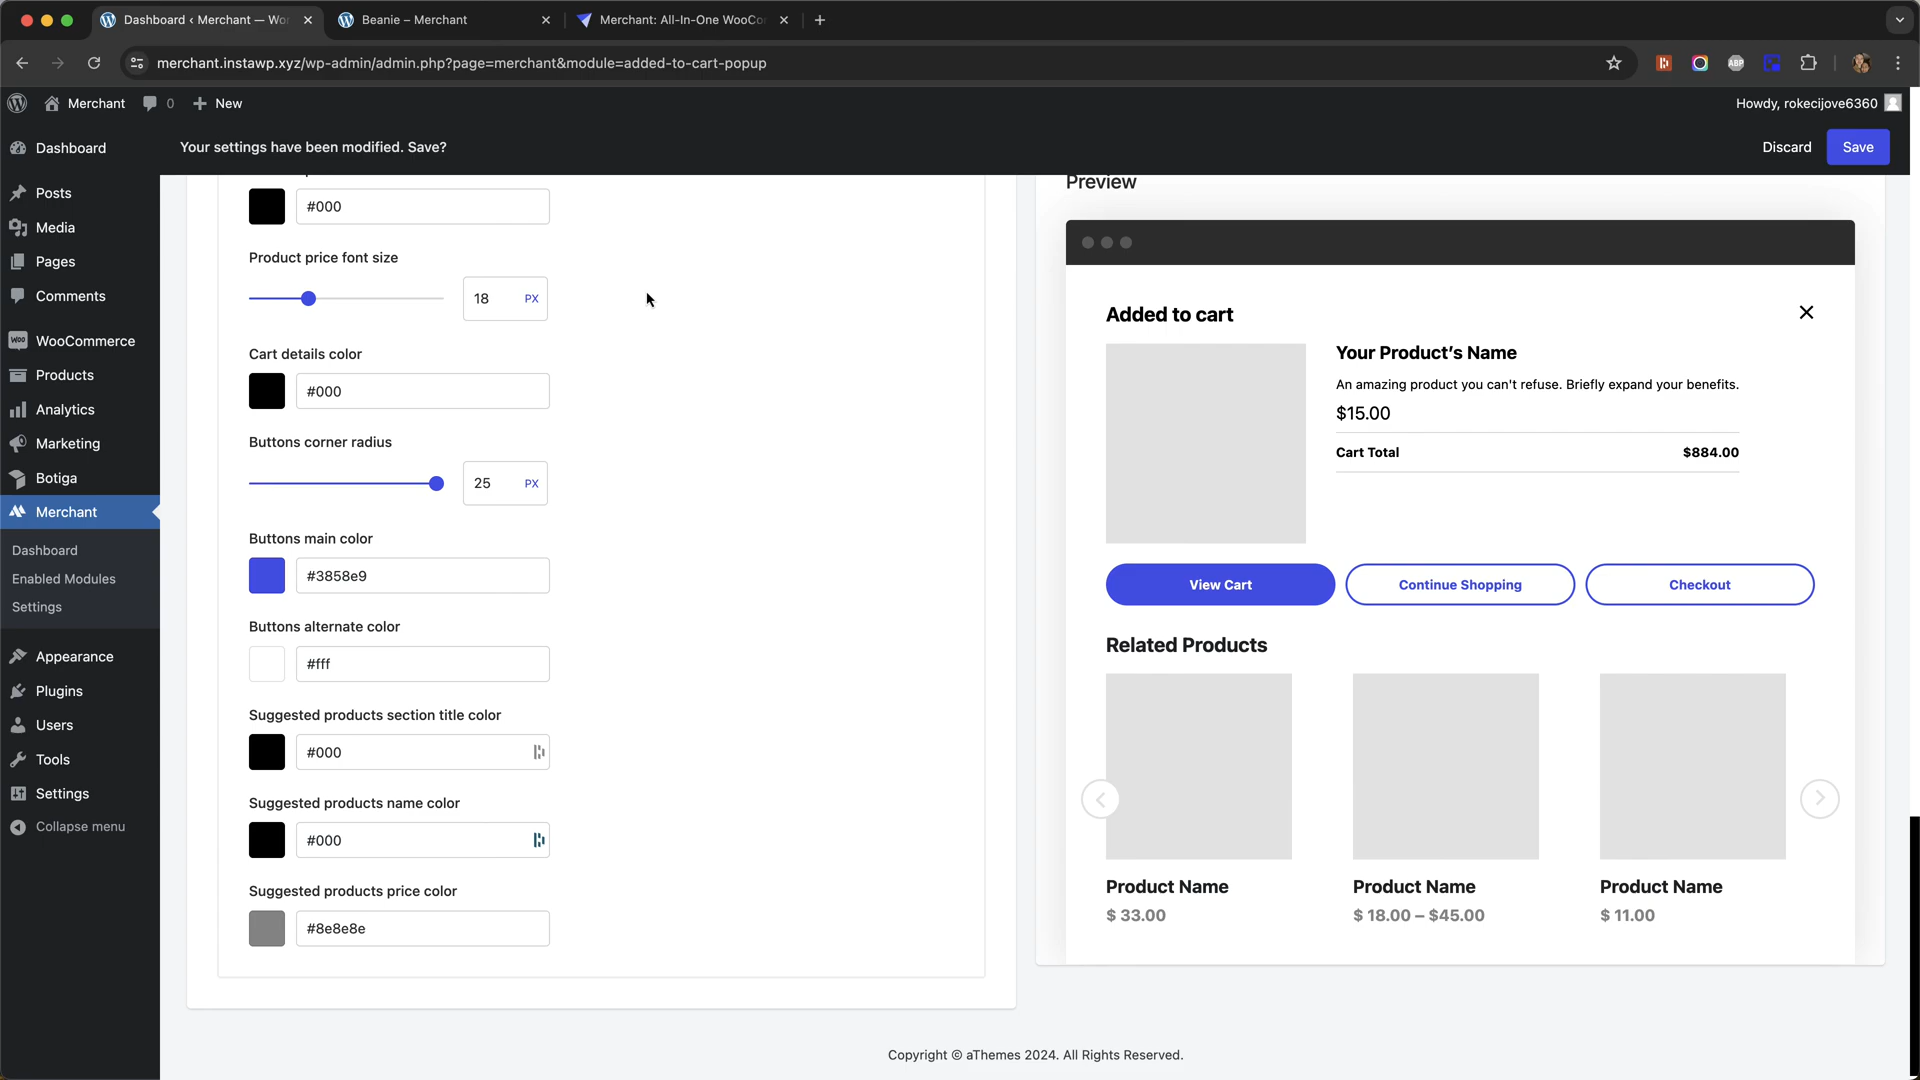 Dashboard ‹ Merchant — Wo
Beanie – Merchant
Merchant: All-In-One WooCo
merchant.instawp.xyz/wp-admin/admin.php?page=merchant&module=added-to-cart-popup
ABP
Merchant
0
New
Howdy, rokecijove6360
Dashboard
Your settings have been modified. Save?
Discard
Save
Posts
Media
Pages
Comments
WooCommerce
Products
Analytics
Marketing
Botiga
Merchant
Dashboard
Enabled Modules
Settings
Appearance
Plugins
Users
Tools
Settings
Collapse menu
#000
Product price font size
18 PX
Cart details color
#000
Buttons corner radius
25 PX
Buttons main color
#3858e9
Buttons alternate color
#fff
Suggested products section title color
#000
Suggested products name color
#000
Suggested products price color
#8e8e8e
Preview
Added to cart
Your Product’s Name
An amazing product you can't refuse. Briefly expand your benefits.
$15.00
Cart Total $884.00
View Cart
Continue Shopping
Checkout
Related Products
Product Name
$ 33.00
Product Name
$ 18.00 – $45.00
Product Name
$ 11.00
Copyright © aThemes 2024. All Rights Reserved.